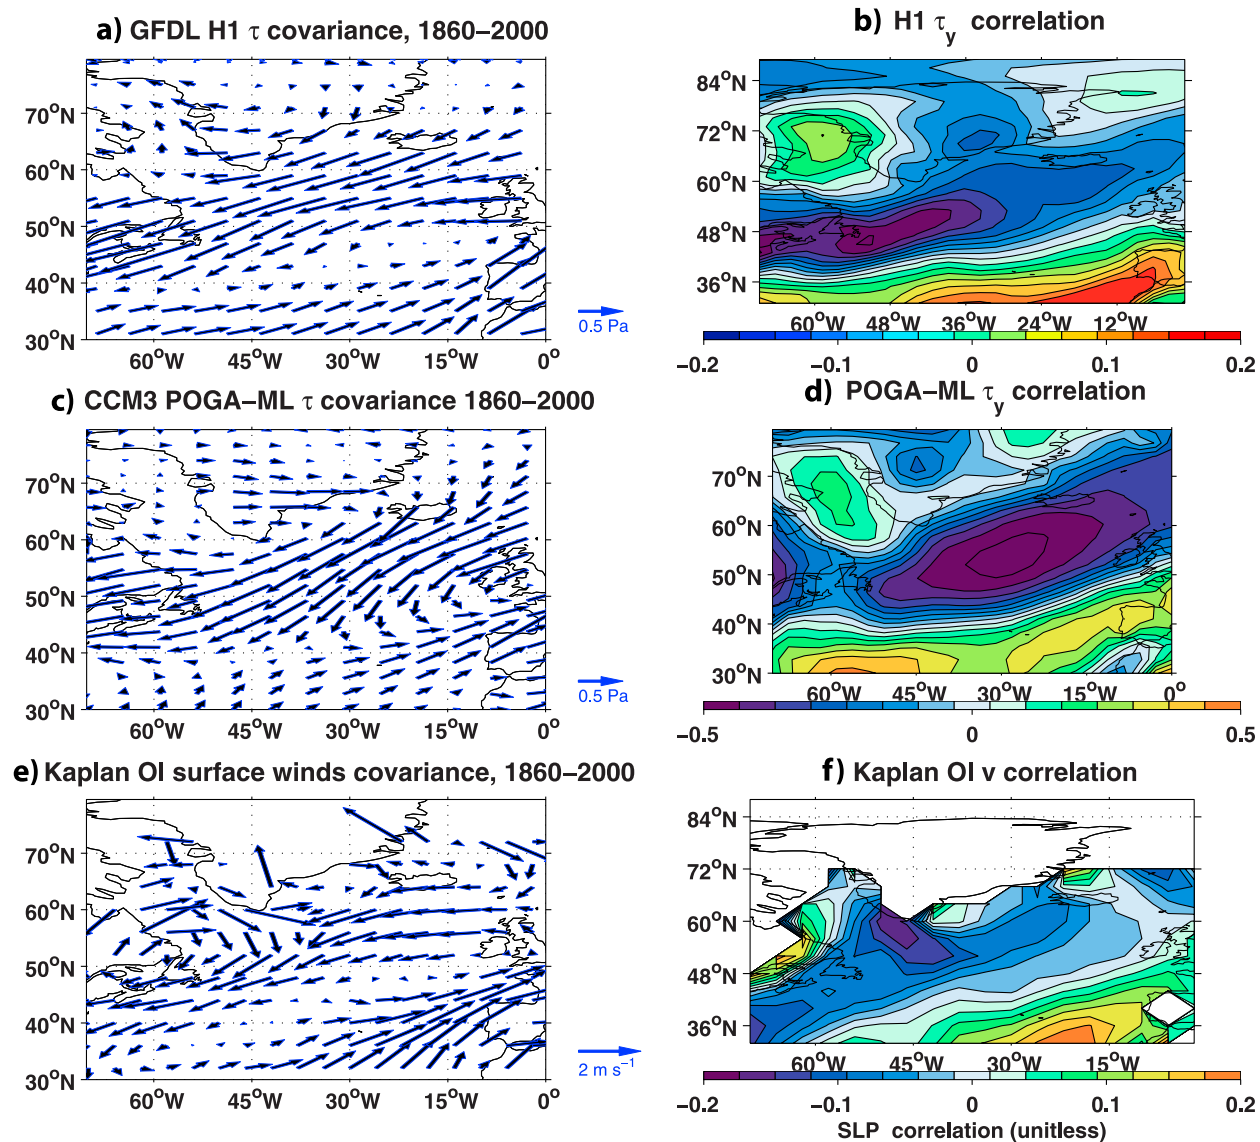 a) GFDL H1 τ covariance, 1860–2000
70°N
60°N
50°N
40°N
30°N
60°W 45°W 30°W 15°W 0°
0.5 Pa
b) H1 τy correlation
84°N
72°N
60°N
48°N
36°N
60°W 48°W 36°W 24°W 12°W
−0.2 −0.1 0 0.1 0.2
c) CCM3 POGA–ML τ covariance 1860–2000
70°N
60°N
50°N
40°N
30°N
60°W 45°W 30°W 15°W 0°
0.5 Pa
d) POGA–ML τy correlation
70°N
60°N
50°N
40°N
30°N
60°W 45°W 30°W 15°W 0°
−0.5 0 0.5
e) Kaplan OI surface winds covariance, 1860–2000
70°N
60°N
50°N
40°N
30°N
60°W 45°W 30°W 15°W 0°
2 m s⁻¹
f) Kaplan OI v correlation
84°N
72°N
60°N
48°N
36°N
60°W 45°W 30°W 15°W
−0.2 −0.1 0 0.1 0.2
SLP correlation (unitless)